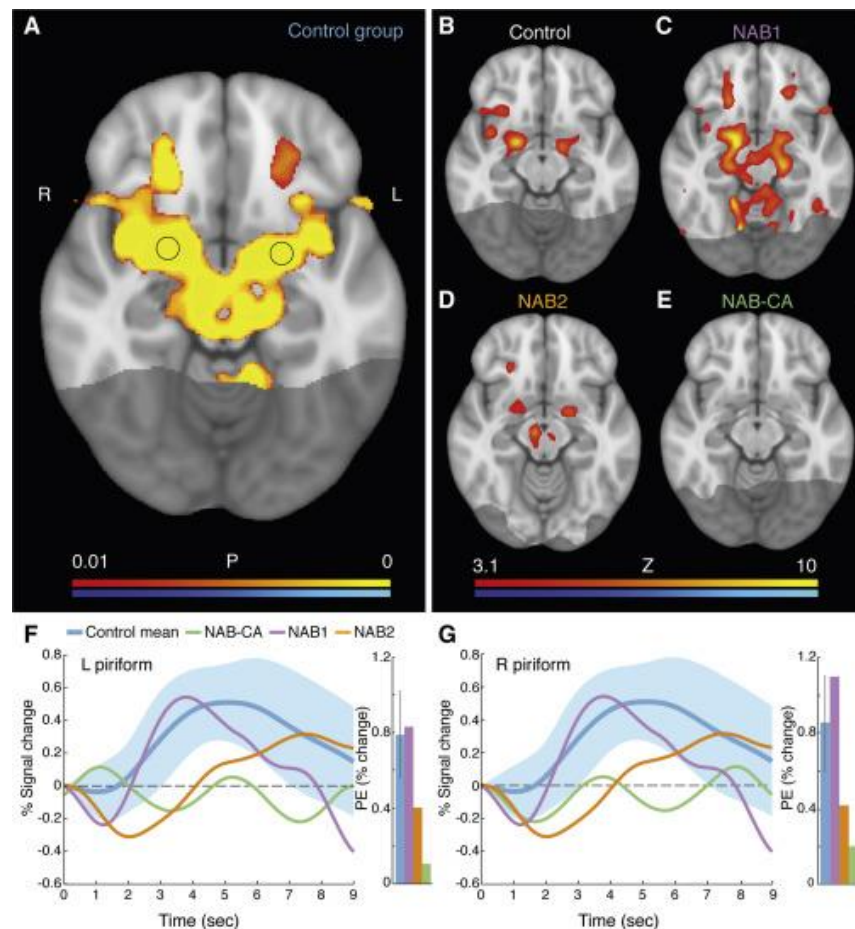 A
Control group
R
L
0.01 P 0
B Control
C NAB1
D NAB2
E NAB-CA
3.1 Z 10
F Control mean NAB-CA NAB1 NAB2
L piriform
% Signal change
0.8
0.6
0.4
0.2
0
-0.2
-0.4
-0.6
0 1 2 3 4 5 6 7 8 9
Time (sec)
PE (% change)
1.2
0.8
0.4
0
G
R piriform
% Signal change
0.8
0.6
0.4
0.2
0
-0.2
-0.4
-0.6
0 1 2 3 4 5 6 7 8 9
Time (sec)
PE (% change)
1.2
0.8
0.4
0